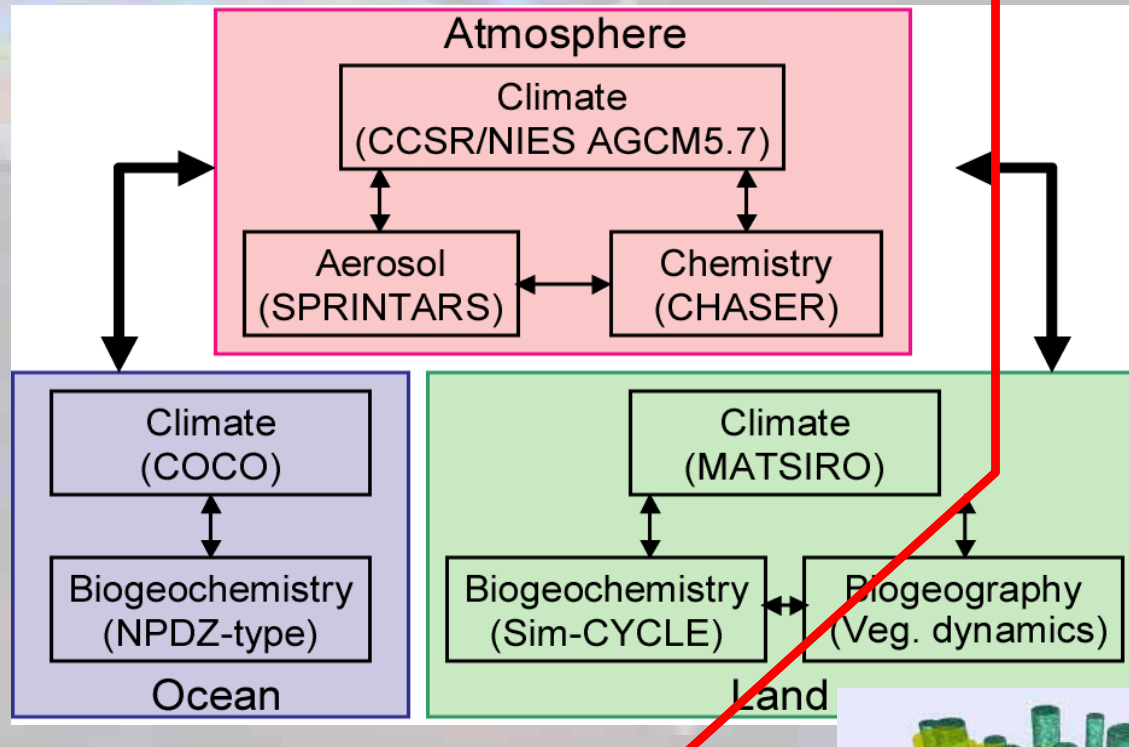 Atmosphere
Climate
(CCSR/NIES AGCM5.7)
Aerosol
(SPRINTARS)
Chemistry
(CHASER)
Climate
(COCO)
Biogeochemistry
(NPDZ-type)
Ocean
Climate
(MATSIRO)
Biogeochemistry
(Sim-CYCLE)
Biogeography
(Veg. dynamics)
Land